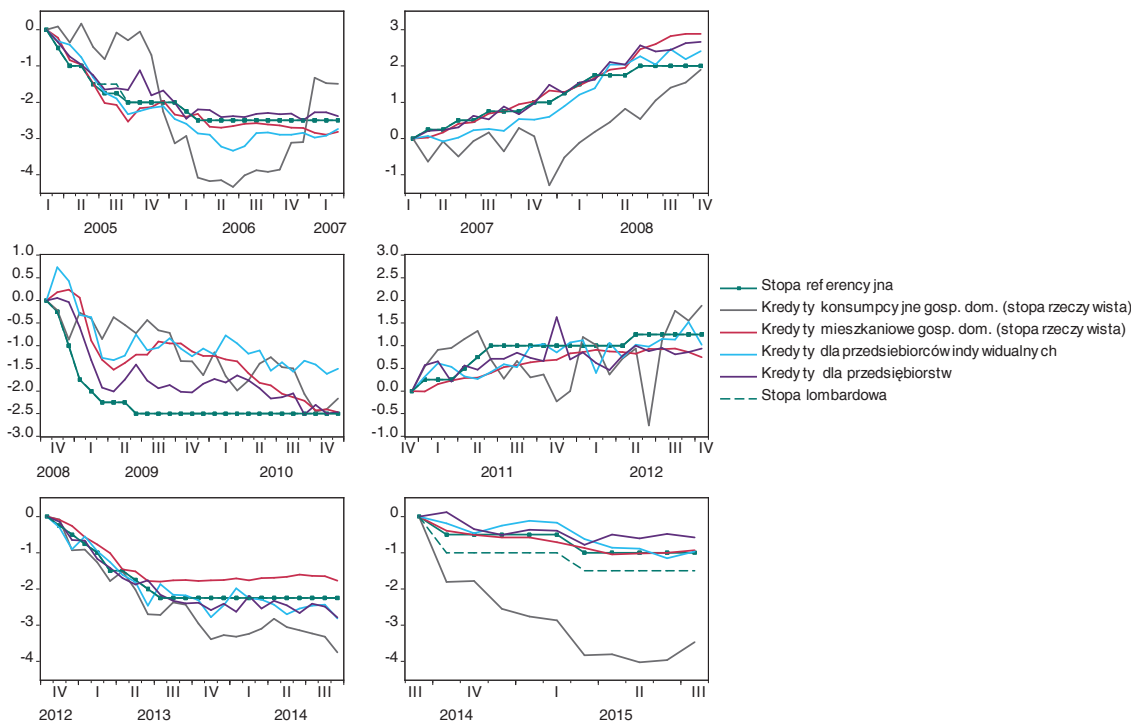 0
-1
-2
-3
-4
I II III IV I II III IV I
2005 2006 2007
3
2
1
0
-1
I II III IV I II III IV
2007 2008
1.0
0.5
0.0
-0.5
-1.0
-1.5
-2.0
-2.5
-3.0
IV I II III IV I II III IV
2008 2009 2010
3.0
2.5
2.0
1.5
1.0
0.5
0.0
-0.5
-1.0
IV I II III IV I II III IV
2011 2012
Stopa referencyjna
Kredyty konsumpcyjne gosp. dom. (stopa rzeczywista)
Kredyty mieszkaniowe gosp. dom. (stopa rzeczywista)
Kredyty dla przedsiebiorców indywidualnych
Kredyty dla przedsiębiorstw
Stopa lombardowa
0
-1
-2
-3
-4
IV I II III IV I II III
2012 2013 2014
0
-1
-2
-3
-4
III IV I II III
2014 2015